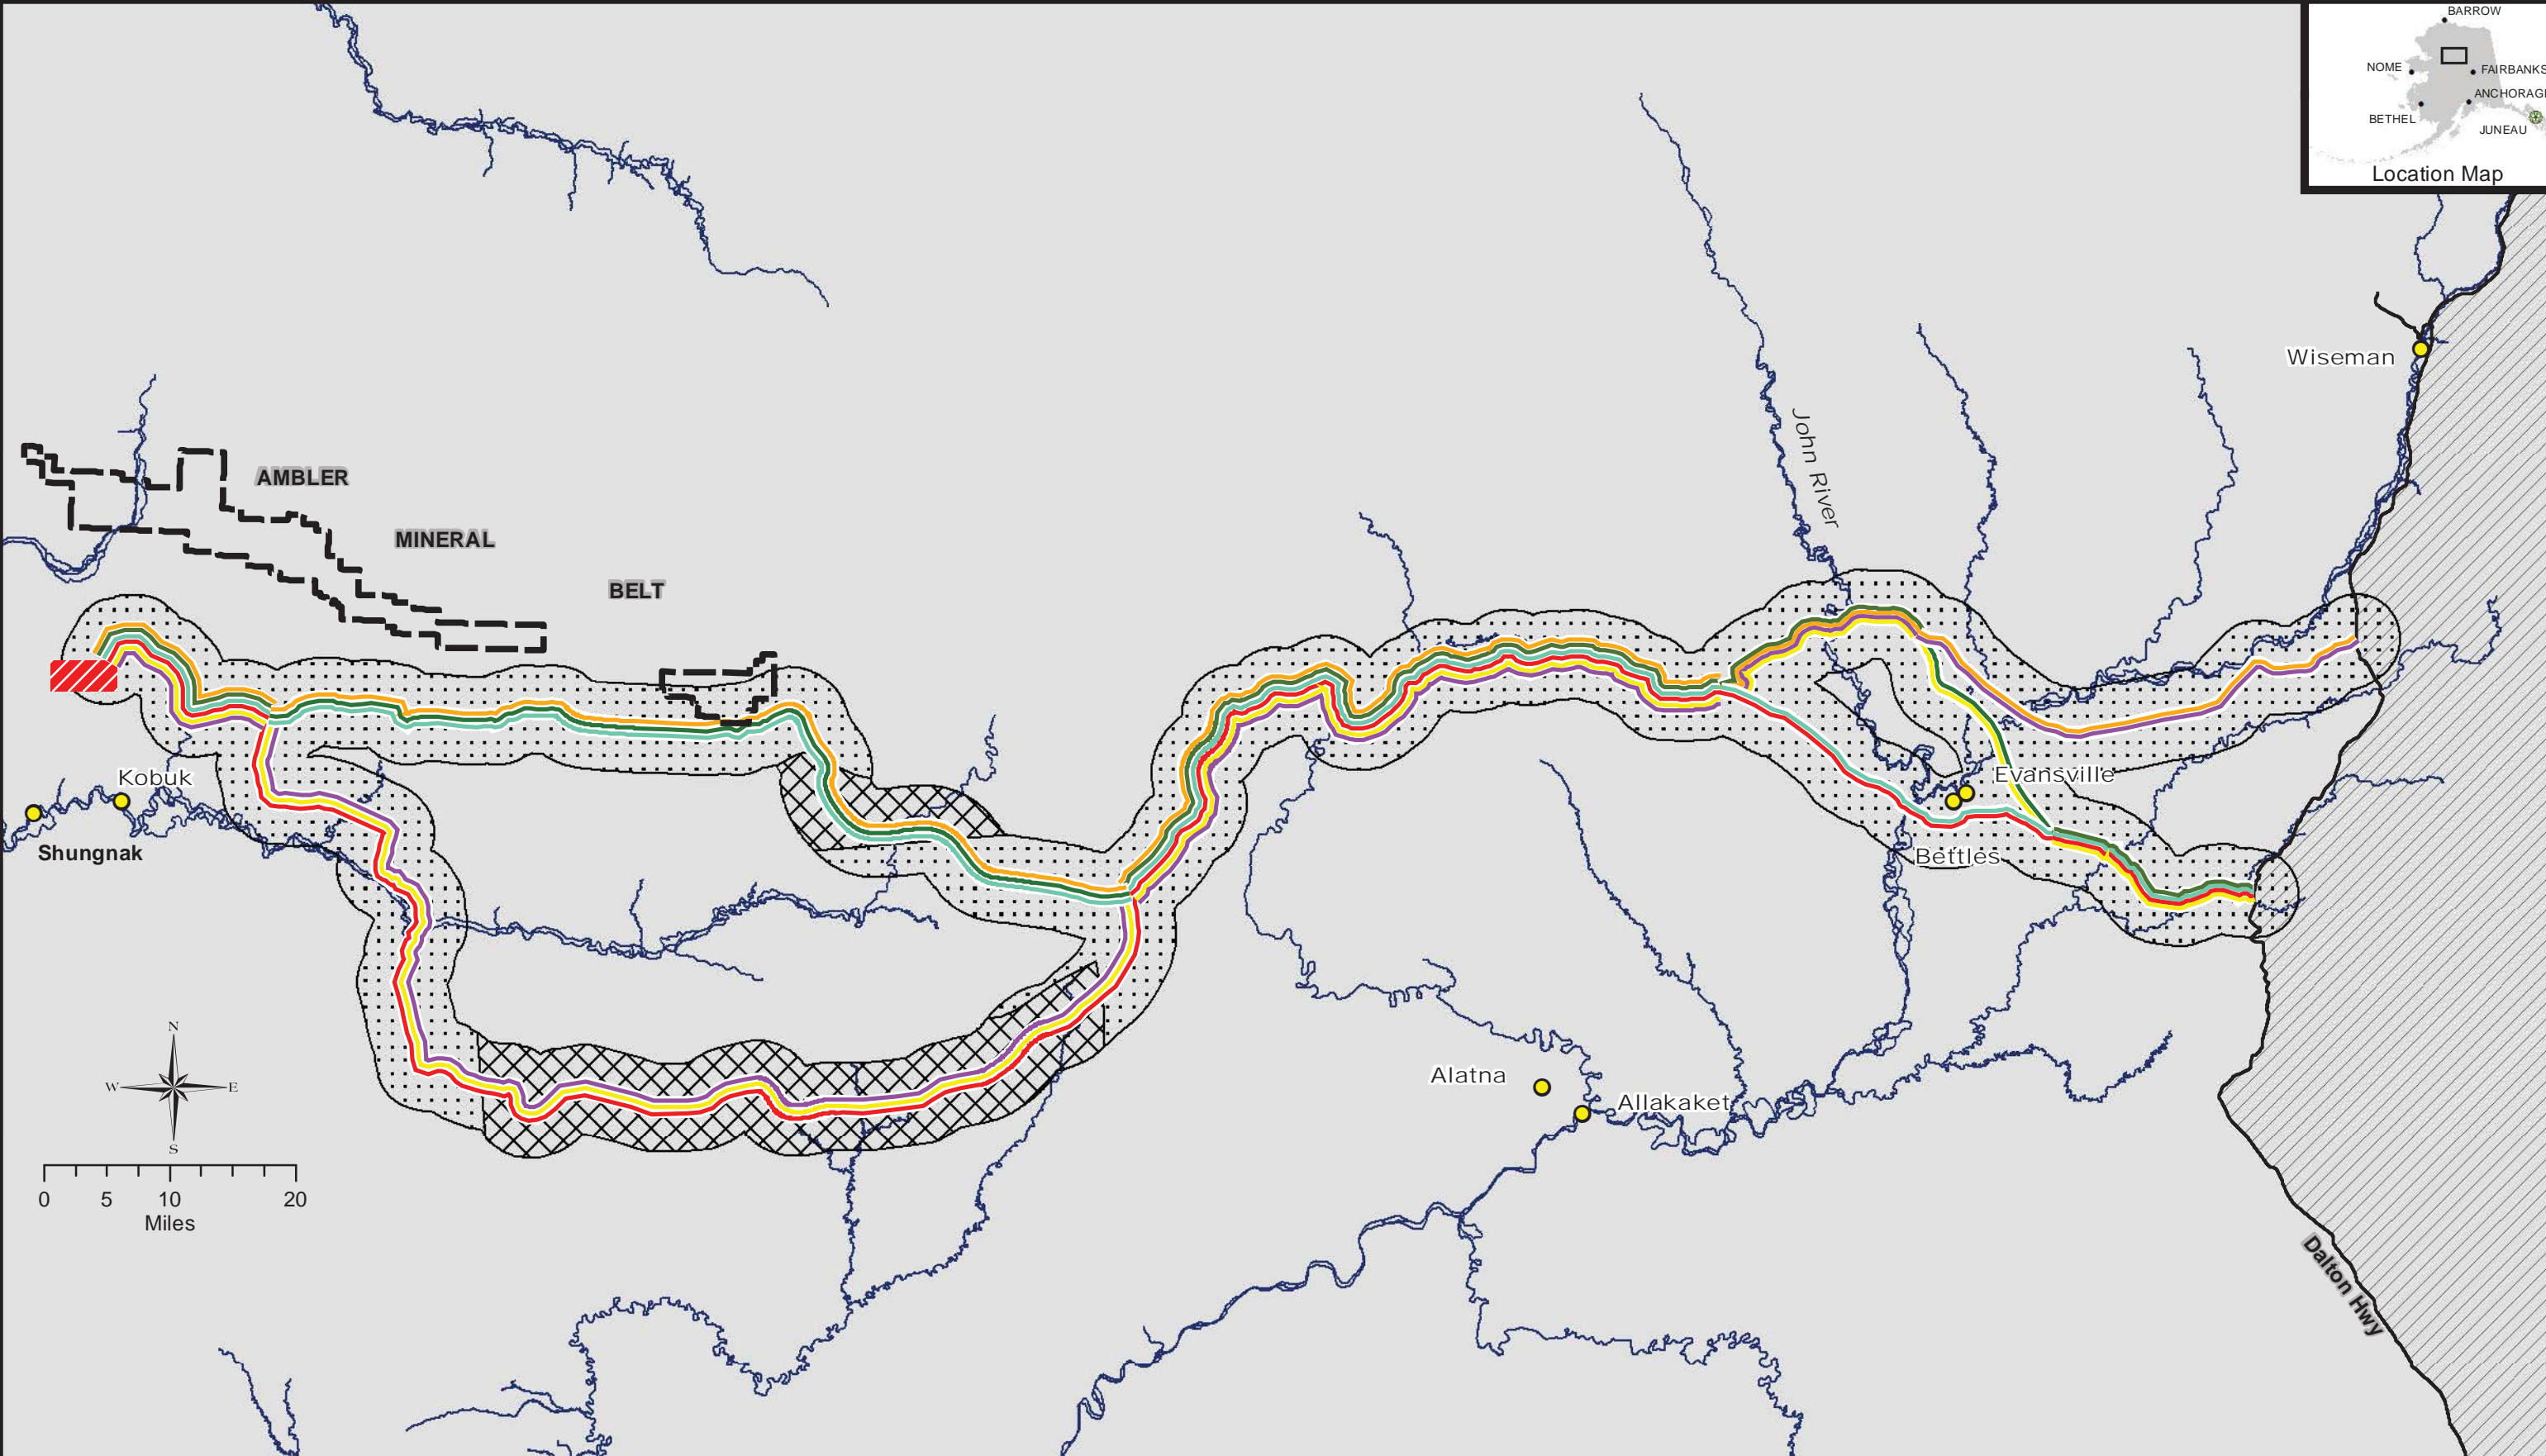 BARROW
NOME
FAIRBANKS
ANCHORAG
BETHEL
JUNEAU
Location Map
Wiseman
John River
AMBLER
MINERAL
BELT
Kobuk
Evansville
Shungnak
Bettles
N
W
E
S
Alatna
Allakaket
0 5 10 20
Miles
Dalton Hwy